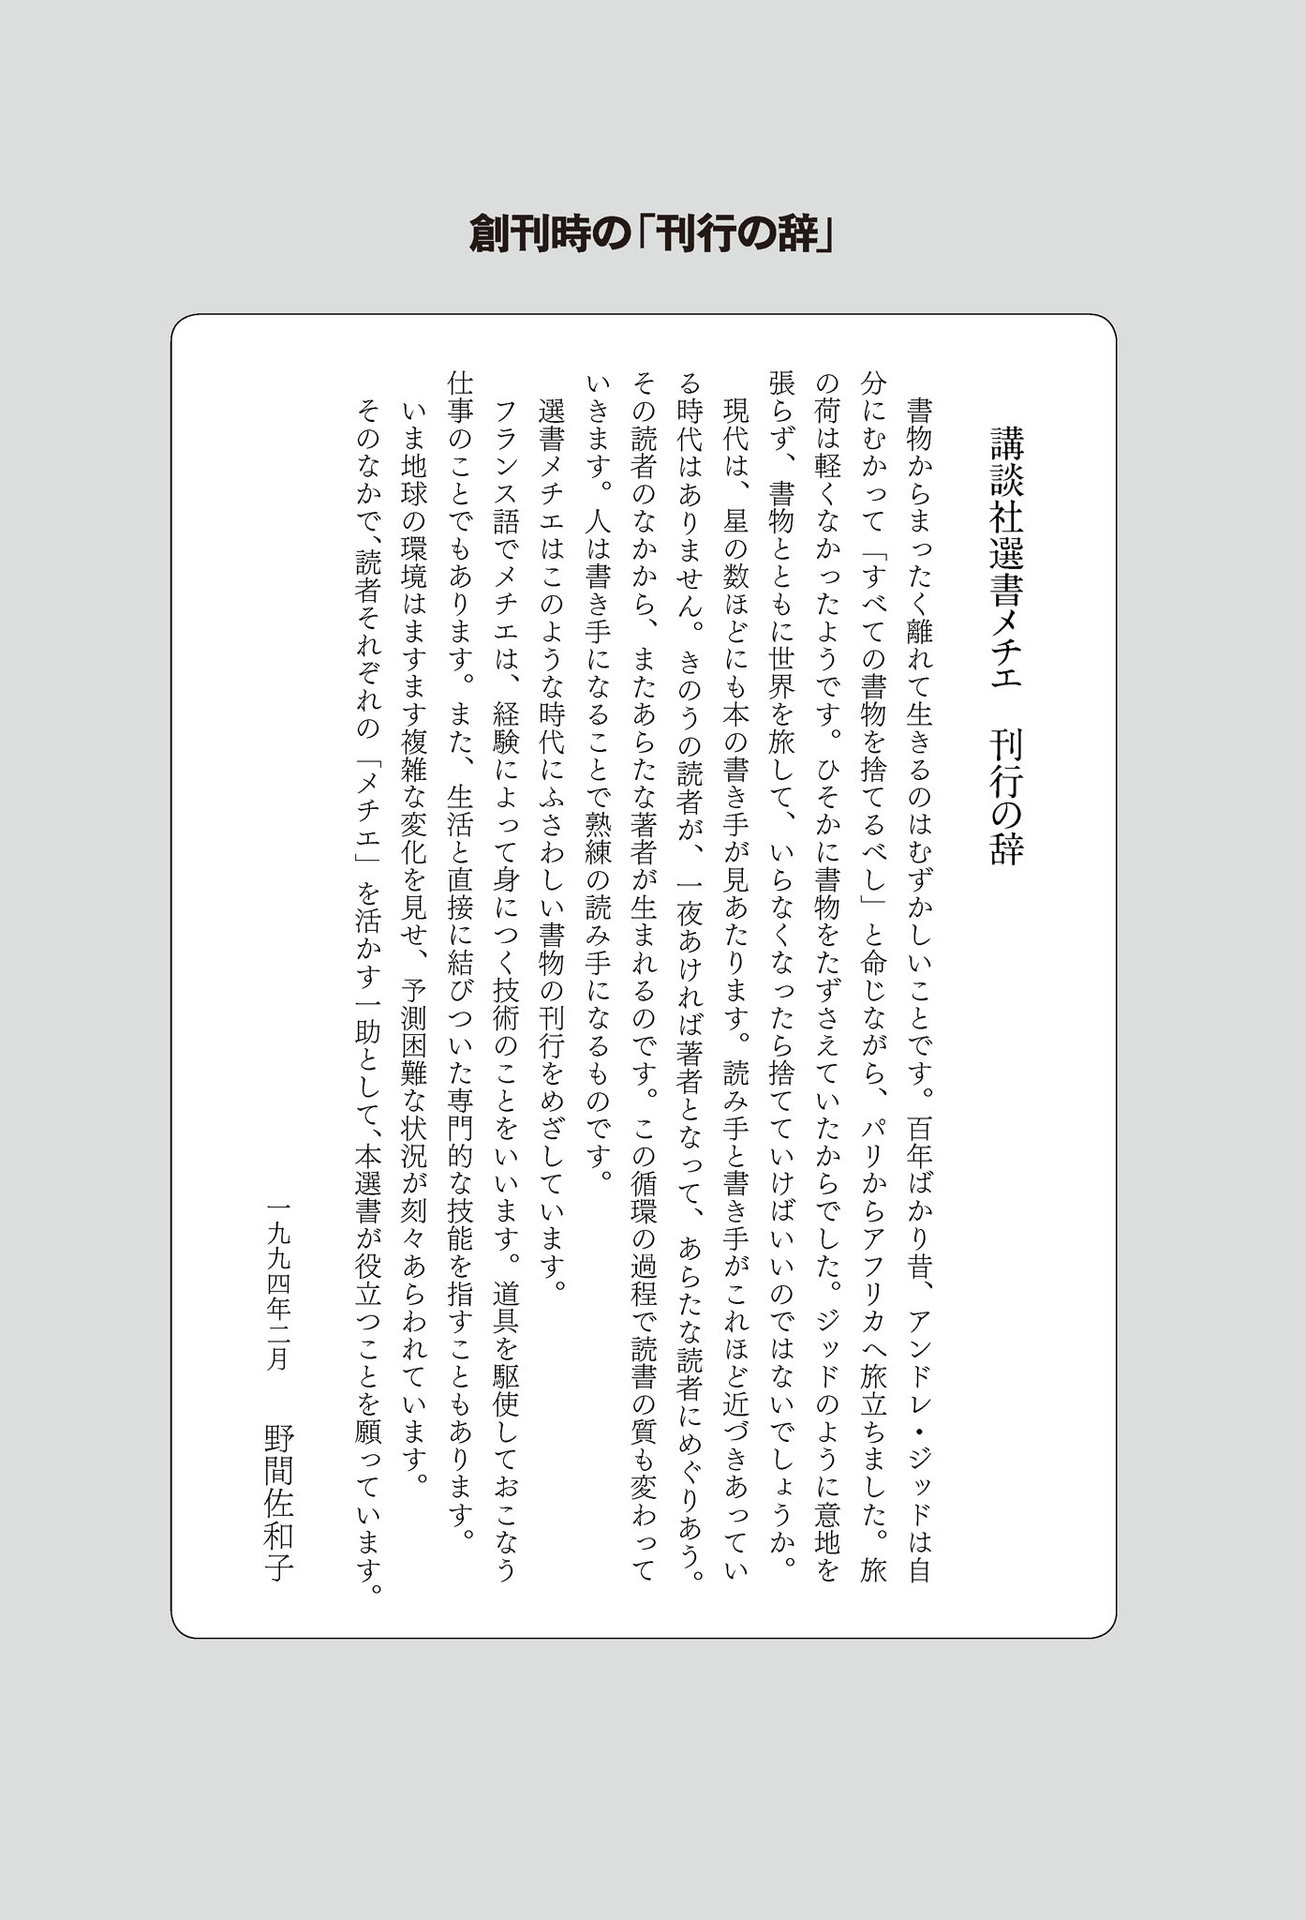 創刊時の「刊行の辞」
講談社選書メチエ　刊行の辞
書物からまったく離れて生きるのはむずかしいことです。百年ばかり昔、アンドレ・ジッドは自
分にむかって「すべての書物を捨てるべし」と命じながら、パリからアフリカへ旅立ちました。旅
の荷は軽くなかったようです。ひそかに書物をたずさえていたからでした。ジッドのように意地を
張らず、書物とともに世界を旅して、いらなくなったら捨てていけばいいのではないでしょうか。
現代は、星の数ほどにも本の書き手が見あたります。読み手と書き手がこれほど近づきあってい
る時代はありません。きのうの読者が、一夜あければ著者となって、あらたな読者にめぐりあう。
その読者のなかから、またあらたな著者が生まれるのです。この循環の過程で読書の質も変わって
いきます。人は書き手になることで熟練の読み手になるものです。
選書メチエはこのような時代にふさわしい書物の刊行をめざしています。
フランス語でメチエは、経験によって身につく技術のことをいいます。道具を駆使しておこなう
仕事のことでもあります。また、生活と直接に結びついた専門的な技能を指すこともあります。
いま地球の環境はますます複雑な変化を見せ、予測困難な状況が刻々あらわれています。
そのなかで、読者それぞれの「メチエ」を活かす一助として、本選書が役立つことを願っています。
一九九四年二月　野間佐和子